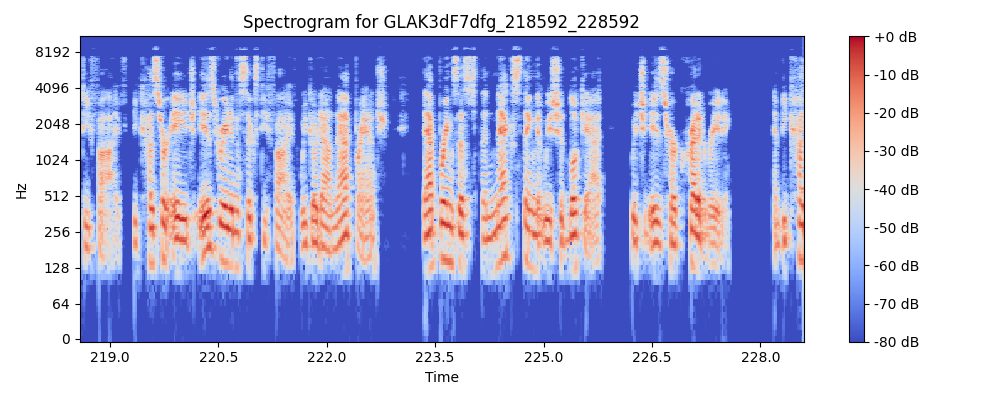 Spectrogram for GLAK3dF7dfg_218592_228592
8192
4096
2048
1024
512
256
128
64
0
Hz
219.0 220.5 222.0 223.5 225.0 226.5 228.0
Time
+0 dB
-10 dB
-20 dB
-30 dB
-40 dB
-50 dB
-60 dB
-70 dB
-80 dB